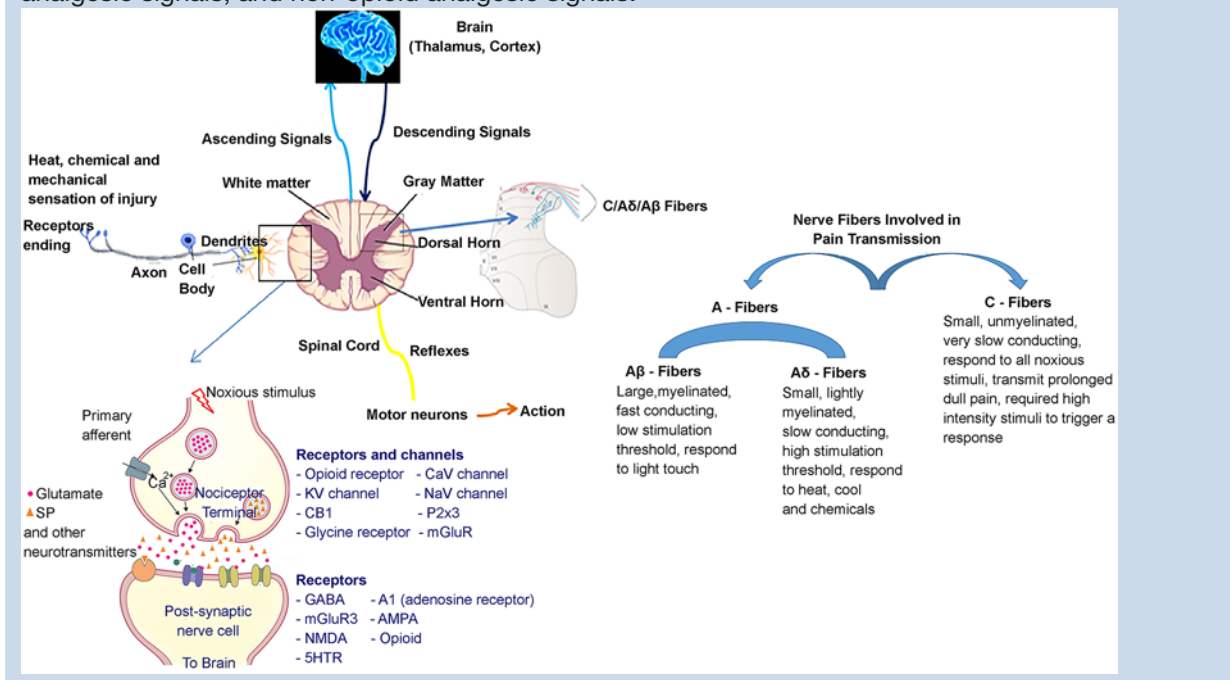 analgesic signals, and non-opioid analgesic signals.
Brain
(Thalamus, Cortex)
Ascending Signals
Descending Signals
Heat, chemical and
mechanical
sensation of injury
White matter
Gray Matter
C/Aδ/Aβ Fibers
Receptors
ending
Dendrites
Dorsal Horn
Axon
Cell
Body
Ventral Horn
Spinal Cord
Reflexes
Motor neurons
Action
Nerve Fibers Involved in
Pain Transmission
A - Fibers
C - Fibers
Small, unmyelinated,
very slow conducting,
respond to all noxious
stimuli, transmit prolonged
dull pain, required high
intensity stimuli to trigger a
response
Aβ - Fibers
Large,myelinated,
fast conducting,
low stimulation
threshold, respond
to light touch
Aδ - Fibers
Small, lightly
myelinated,
slow conducting,
high stimulation
threshold, respond
to heat, cool
and chemicals
Noxious stimulus
Primary
afferent
Ca2+
Nociceptor
Terminal
Glutamate
SP
and other
neurotransmitters
Receptors and channels
- Opioid receptor - CaV channel
- KV channel - NaV channel
- CB1 - P2x3
- Glycine receptor - mGluR
Receptors
- GABA - A1 (adenosine receptor)
- mGluR3 - AMPA
- NMDA - Opioid
- 5HTR
Post-synaptic
nerve cell
To Brain